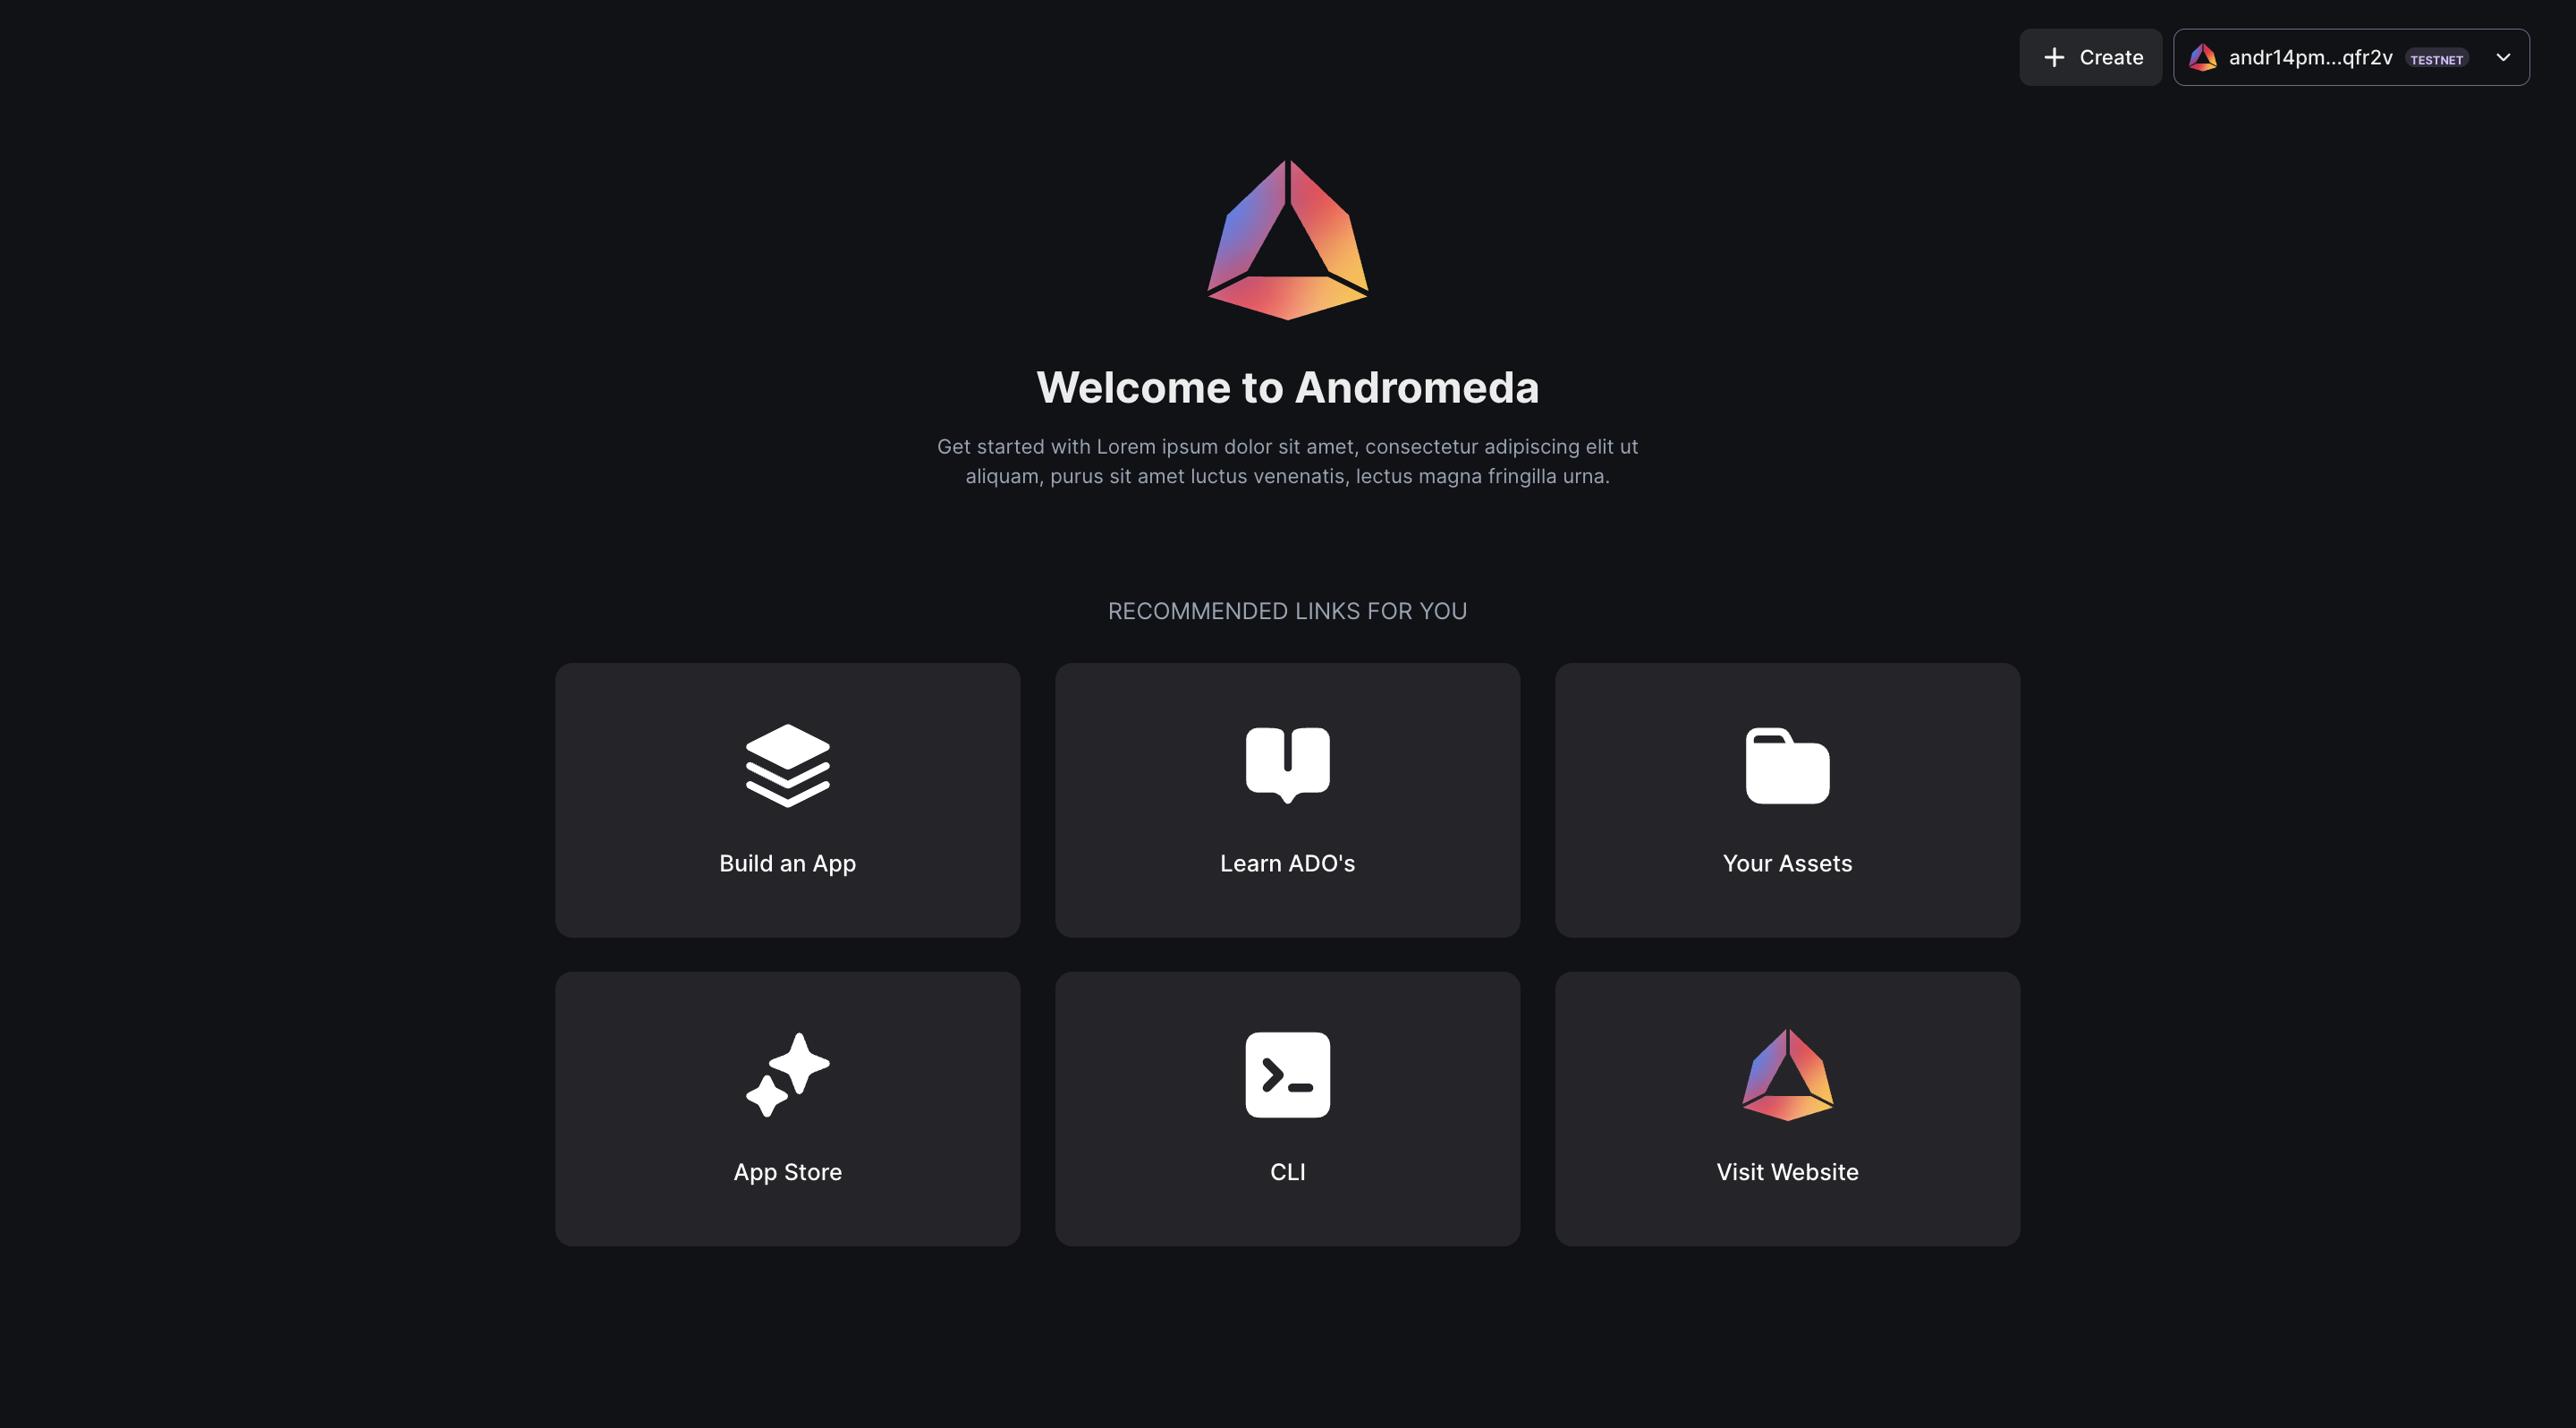 Create
andr14pm...qfr2v TESTNET
Welcome to Andromeda
Get started with Lorem ipsum dolor sit amet, consectetur adipiscing elit ut
aliquam, purus sit amet luctus venenatis, lectus magna fringilla urna.
RECOMMENDED LINKS FOR YOU
Build an App
Learn ADO's
Your Assets
App Store
CLI
Visit Website